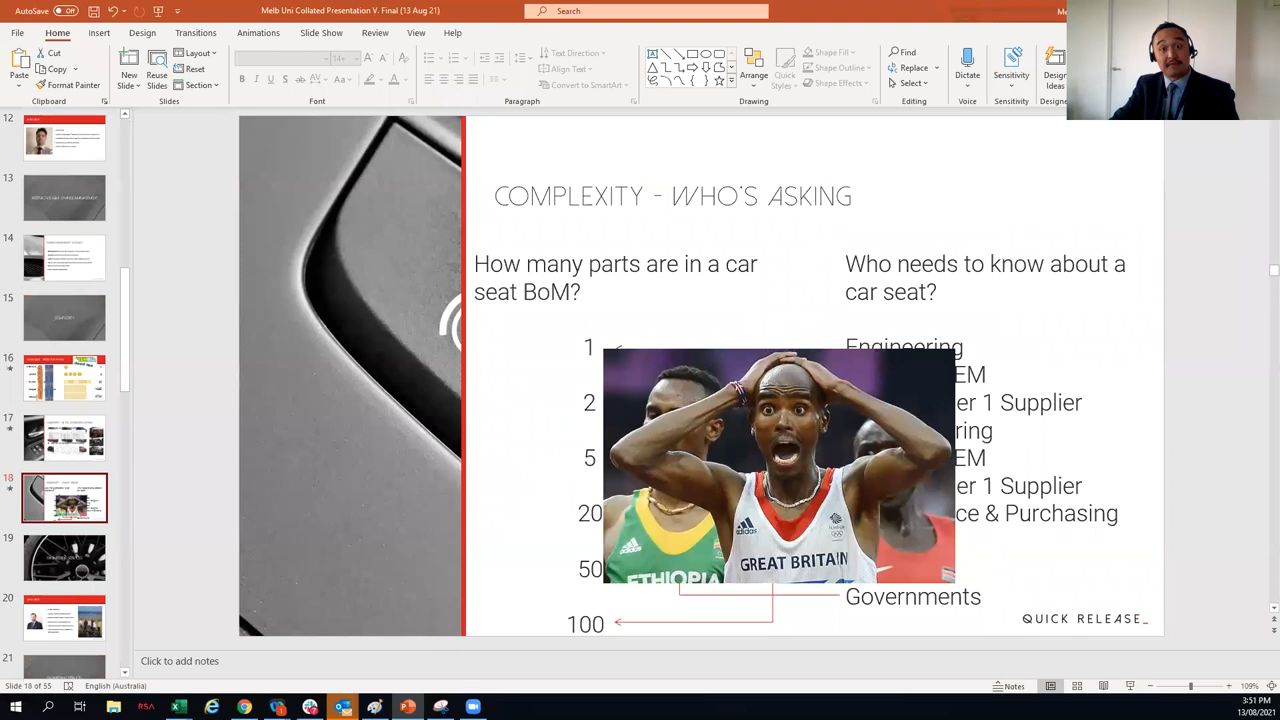 AutoSave Off
Melb Uni Collated Presentation V. Final (13 Aug 21)
Search
File Home Insert Design Transitions Animations Slide Show Review View Help
Paste
Cut
Copy
Format Painter
Clipboard
New Slides
Reuse Slides
Layout
Reset
Section
Slides
Font
Text Direction
Align Text
Convert to SmartArt
Paragraph
Arrange
Quick Styles
Shape Fill
Shape Outline
Shape Effects
Drawing
Find
Replace
Select
Editing
Dictate
Voice
Sensitivity
Sensitivity
Design Ideas
12
13
14
15
16
17
18
19
20
21
COMPLEXITY - WHO'S ASKING
How many parts are in a car
seat BoM?
1
2
5
20
50
100
Who needs to know about a
car seat?
Engineering
EM
er 1 Supplier
ring
EM
er 1 Supplier
ce & Purchasing
Governments
adidas
ETHIOPIA
adidas
GREAT BRITAIN
QUICK RELEASE_
Click to add notes
Slide 18 of 55
English (Australia)
Notes
109%
RSA
3:51 PM
13/08/2021